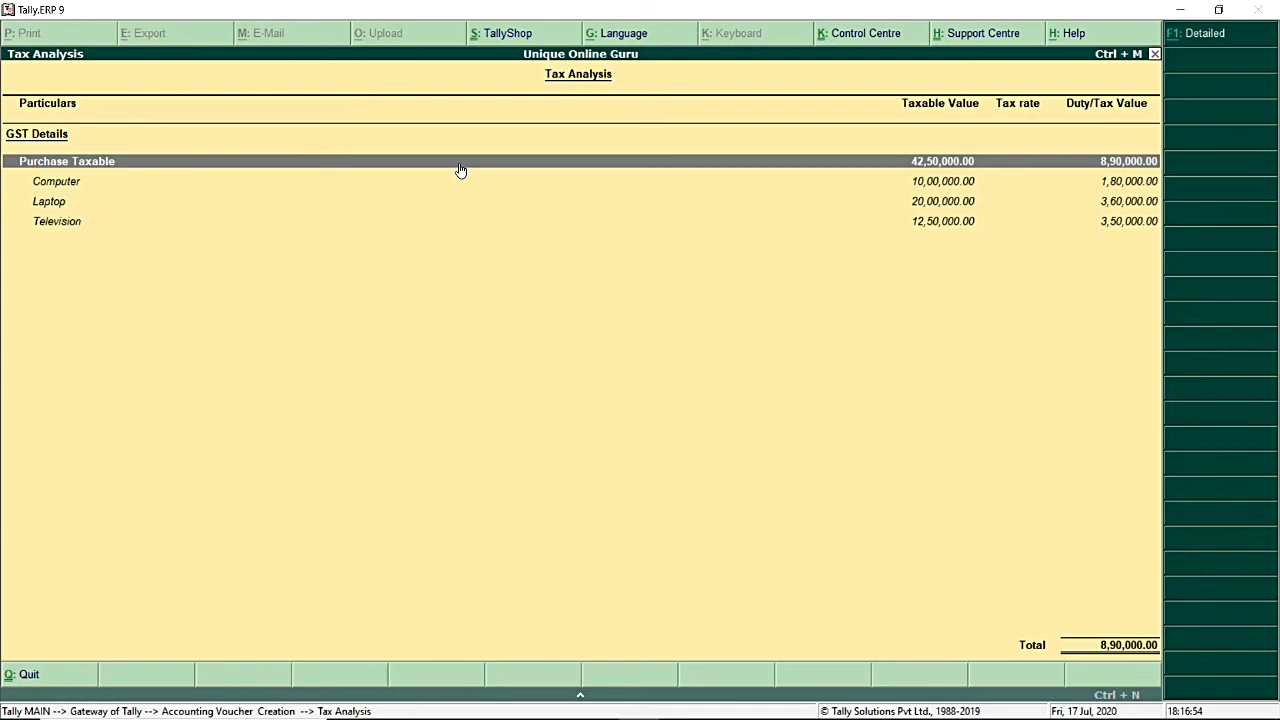 Tally.ERP 9
P: Print E: Export M: E-Mail O: Upload S: TallyShop G: Language K: Keyboard K: Control Centre H: Support Centre H: Help F1: Detailed
Tax Analysis Unique Online Guru Ctrl + M
Tax Analysis
Particulars Taxable Value Tax rate Duty/Tax Value
GST Details
Purchase Taxable 42,50,000.00 8,90,000.00
Computer 10,00,000.00 1,80,000.00
Laptop 20,00,000.00 3,60,000.00
Television 12,50,000.00 3,50,000.00
Total 8,90,000.00
Q: Quit
Ctrl + N
Tally MAIN --> Gateway of Tally --> Accounting Voucher Creation --> Tax Analysis © Tally Solutions Pvt Ltd., 1988-2019 Fri, 17 Jul, 2020 18:16:54